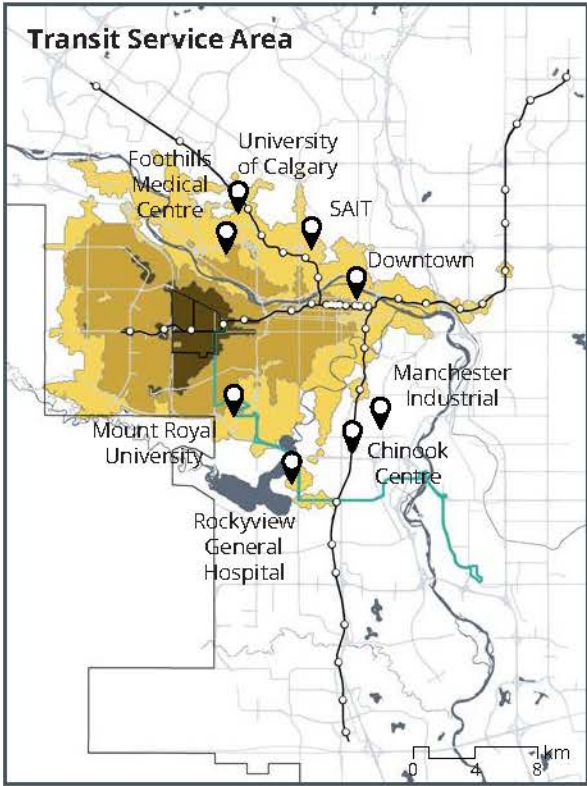 Transit Service Area
University
of Calgary
Foothills
Medical
Centre
SAIT
Downtown
Manchester
Industrial
Mount Royal
University
Chinook
Centre
Rockyview
General
Hospital
km
0 4 8